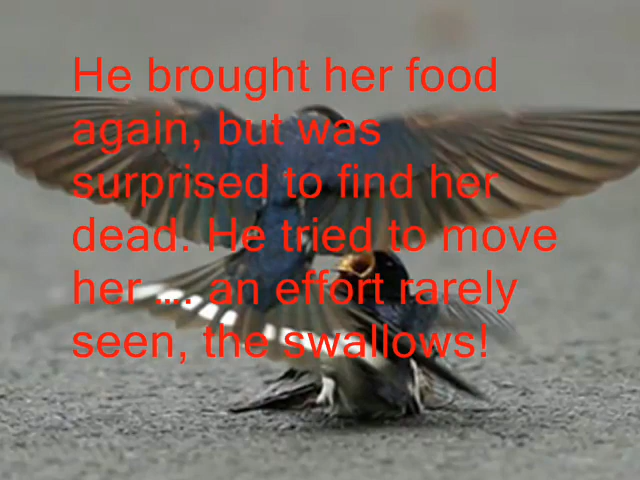 He brought her food
again, but was
surprised to find her
dead. He tried to move
her …. an effort rarely
seen, the swallows!